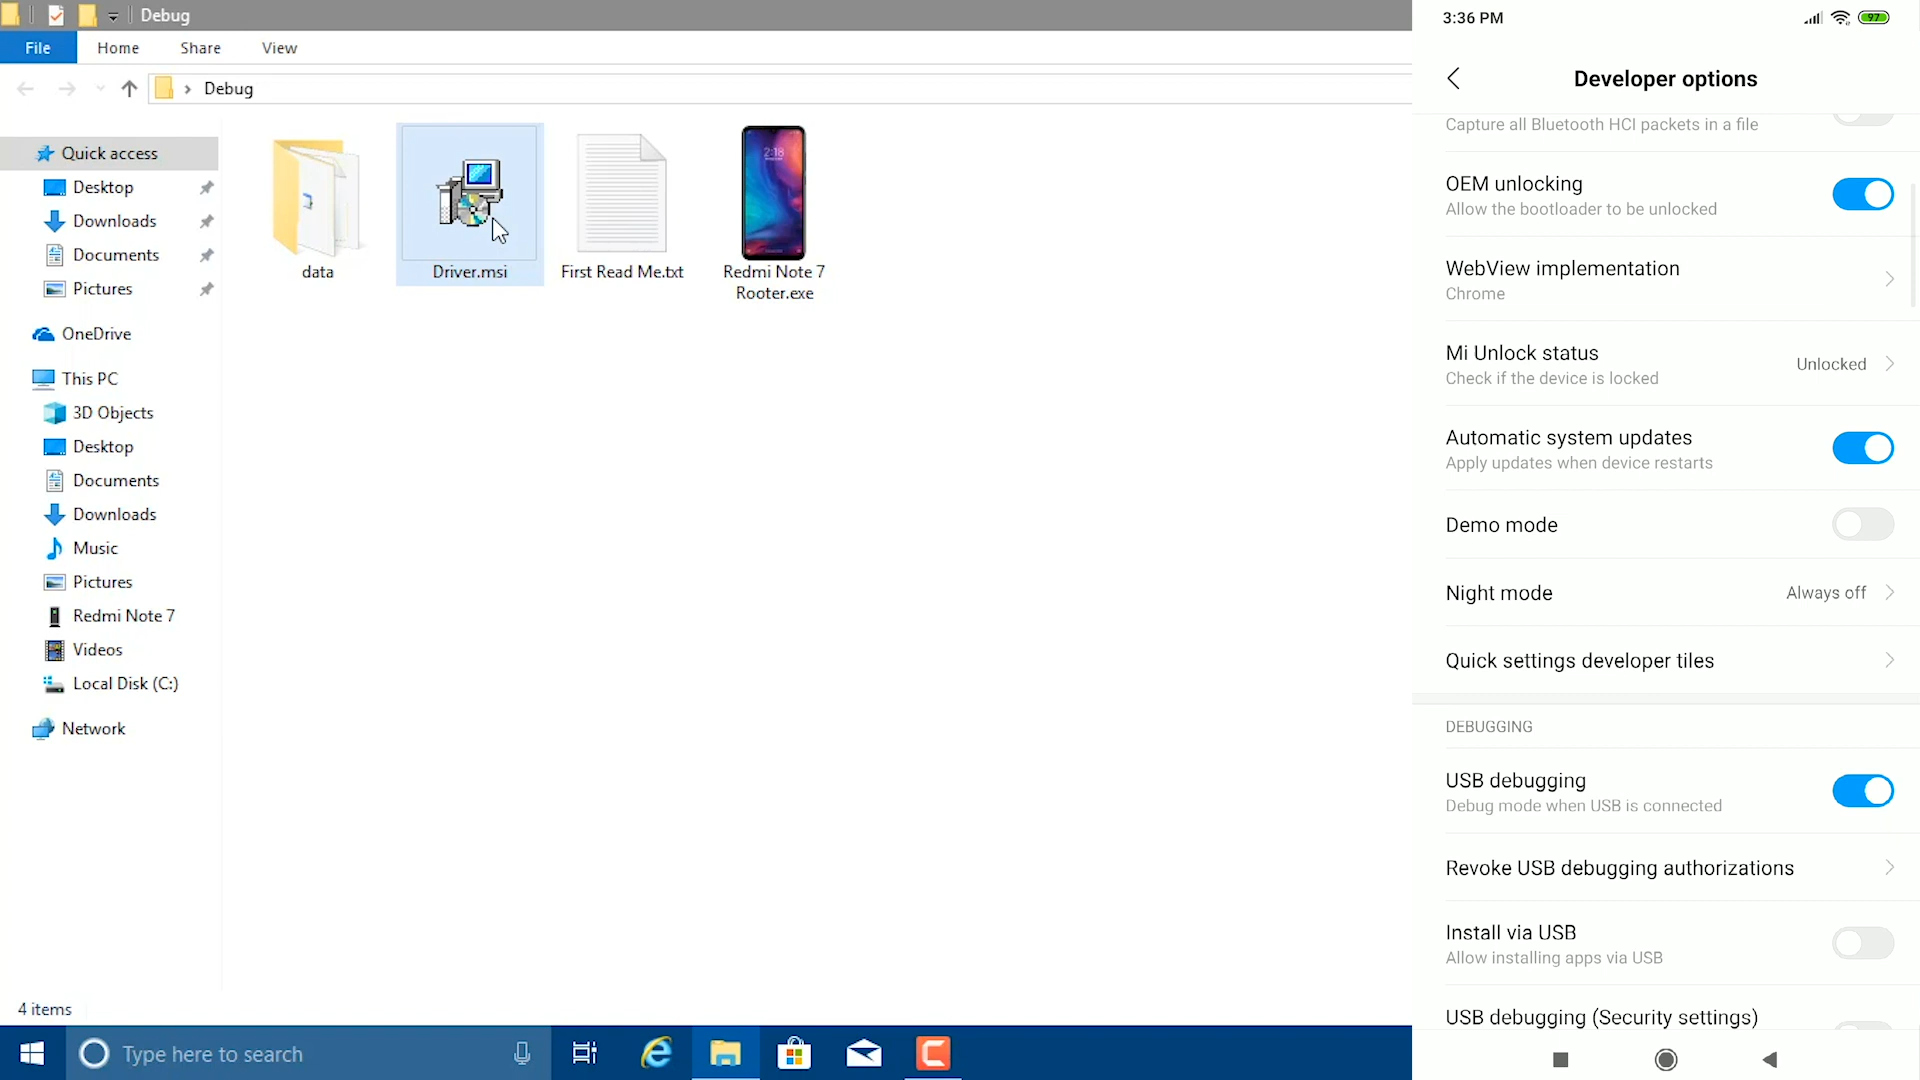 Debug
File
Home
Share
View
Debug
Quick access
Desktop
Downloads
Documents
Pictures
OneDrive
This PC
3D Objects
Desktop
Documents
Downloads
Music
Pictures
Redmi Note 7
Videos
Local Disk (C:)
Network
data
Driver.msi
First Read Me.txt
2:18
Redmi Note 7
Rooter.exe
4 items
Type here to search
3:36 PM
97
Developer options
Capture all Bluetooth HCI packets in a file
OEM unlocking
Allow the bootloader to be unlocked
WebView implementation
Chrome
Mi Unlock status
Unlocked
Check if the device is locked
Automatic system updates
Apply updates when device restarts
Demo mode
Night mode
Always off
Quick settings developer tiles
DEBUGGING
USB debugging
Debug mode when USB is connected
Revoke USB debugging authorizations
Install via USB
Allow installing apps via USB
USB debugging (Security settings)